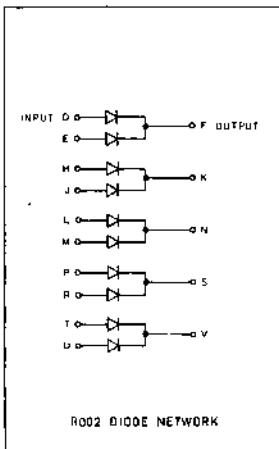 INPUT D F OUTPUT
E
H K
J
L N
M
P S
R
T V
U
R002 DIODE NETWORK